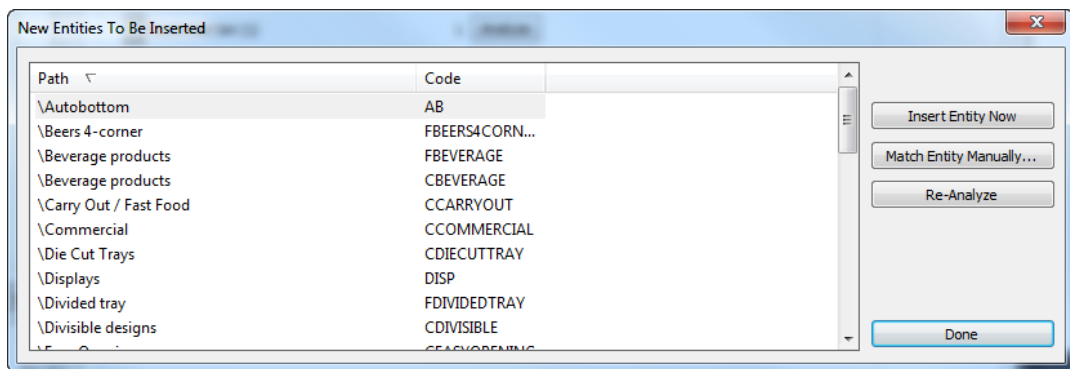 New Entities To Be Inserted
Path Code
\Autobottom AB
\Beers 4-corner FBEERS4CORN...
\Beverage products FBEVERAGE
\Beverage products CBEVERAGE
\Carry Out / Fast Food CCARRYOUT
\Commercial CCOMMERCIAL
\Die Cut Trays CDIECUTTRAY
\Displays DISP
\Divided tray FDIVIDEDTRAY
\Divisible designs CDIVISIBLE
Insert Entity Now
Match Entity Manually...
Re-Analyze
Done